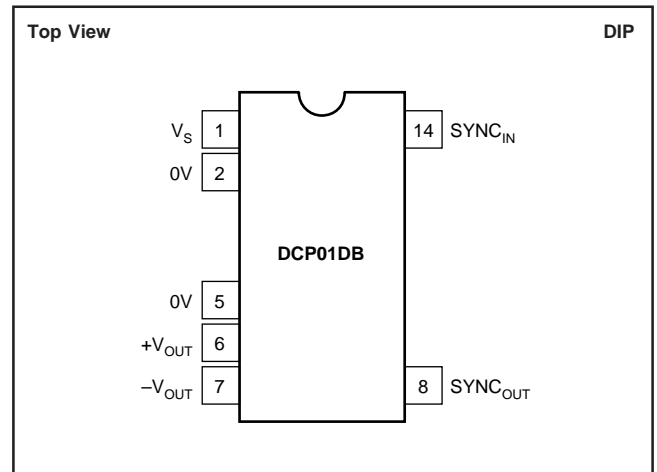 Top View DIP
V_S 1 14 SYNC_IN
0V 2
DCP01DB
0V 5
+V_OUT 6
–V_OUT 7 8 SYNC_OUT